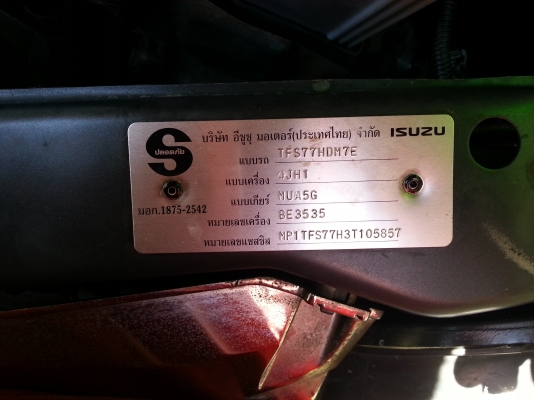 บริษัท อีซูซุ มอเตอร์(ประเทศไทย) จำกัด ISUZU
ปลอดภัย
แบบรถ TFS77HDM7E
แบบเครื่อง 4JH1
แบบเกียร์ MUA5G
มอก.1875-2542
หมายเลขเครื่อง BE3535
หมายเลขแชสซิส MP1TFS77H3T105857